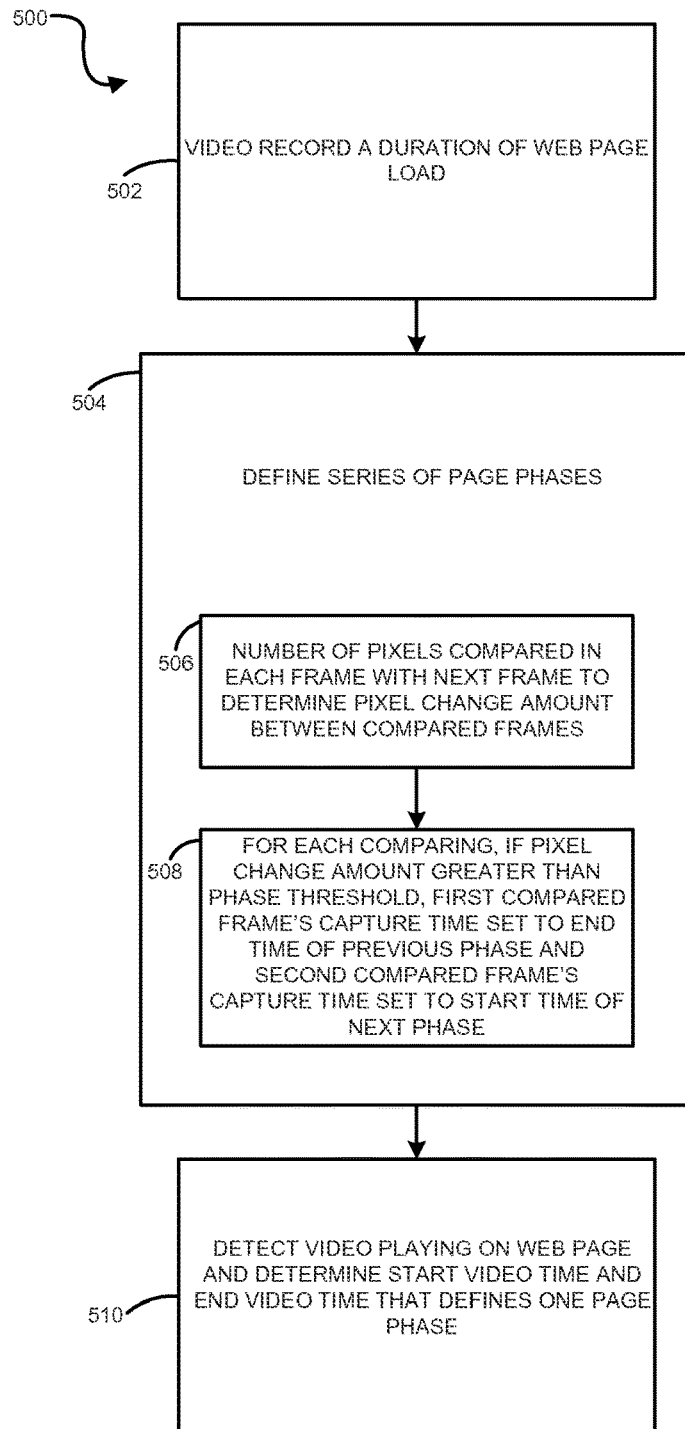 500
VIDEO RECORD A DURATION OF WEB PAGE
LOAD
502
504
DEFINE SERIES OF PAGE PHASES
506
NUMBER OF PIXELS COMPARED IN
EACH FRAME WITH NEXT FRAME TO
DETERMINE PIXEL CHANGE AMOUNT
BETWEEN COMPARED FRAMES
508
FOR EACH COMPARING, IF PIXEL
CHANGE AMOUNT GREATER THAN
PHASE THRESHOLD, FIRST COMPARED
FRAME'S CAPTURE TIME SET TO END
TIME OF PREVIOUS PHASE AND
SECOND COMPARED FRAME'S
CAPTURE TIME SET TO START TIME OF
NEXT PHASE
DETECT VIDEO PLAYING ON WEB PAGE
AND DETERMINE START VIDEO TIME AND
END VIDEO TIME THAT DEFINES ONE PAGE
PHASE
510